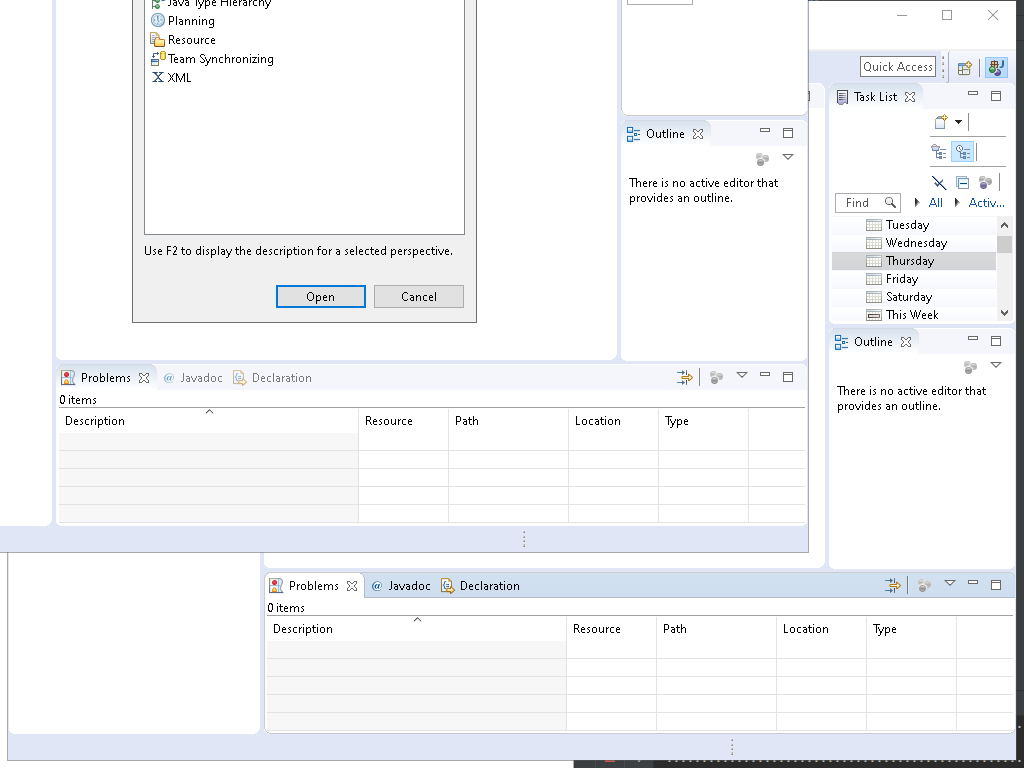 Java Type Hierarchy
Planning
Resource
Team Synchronizing
XML
Use F2 to display the description for a selected perspective.
Open
Cancel
Quick Access
Task List
Find
All
Activ...
Tuesday
Wednesday
Thursday
Friday
Saturday
This Week
Outline
There is no active editor that
provides an outline.
Outline
There is no active editor that
provides an outline.
Problems @ Javadoc Declaration
0 items
Description Resource Path Location Type
Problems @ Javadoc Declaration
0 items
Description Resource Path Location Type